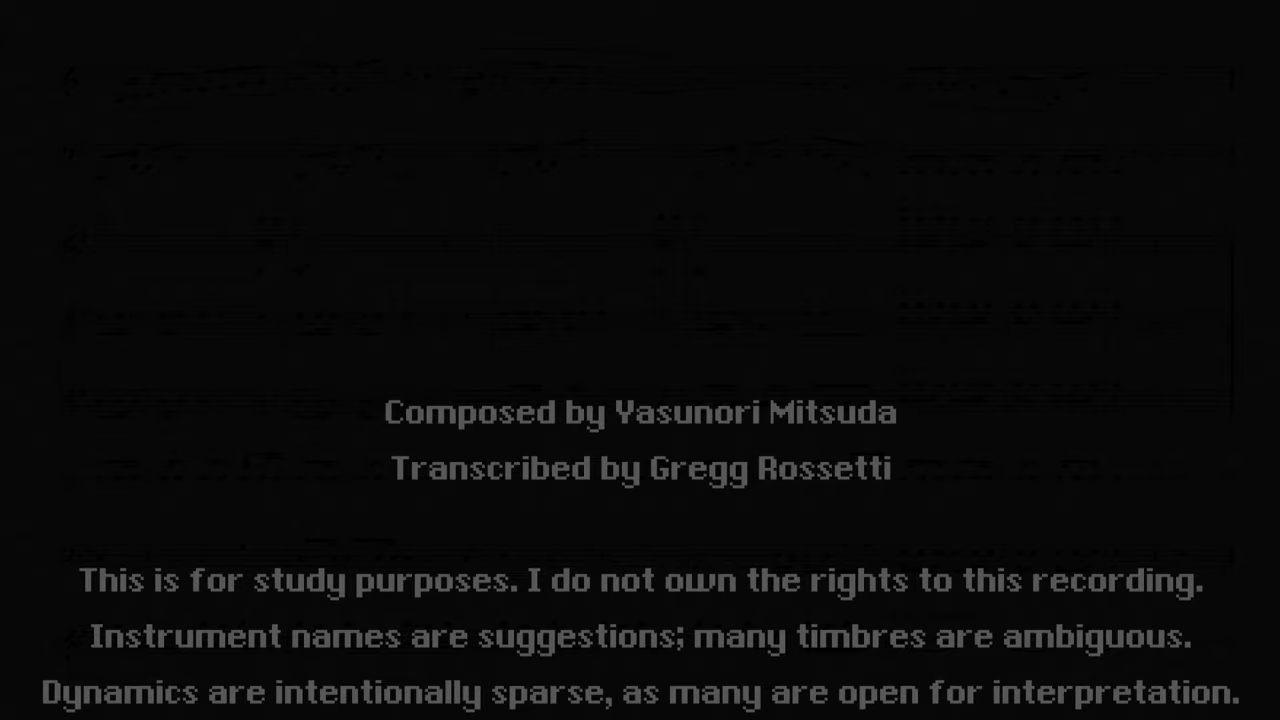 Composed by Yasunori Mitsuda
Transcribed by Gregg Rossetti
This is for study purposes. I do not own the rights to this recording.
Instrument names are suggestions; many timbres are ambiguous.
Dynamics are intentionally sparse, as many are open for interpretation.